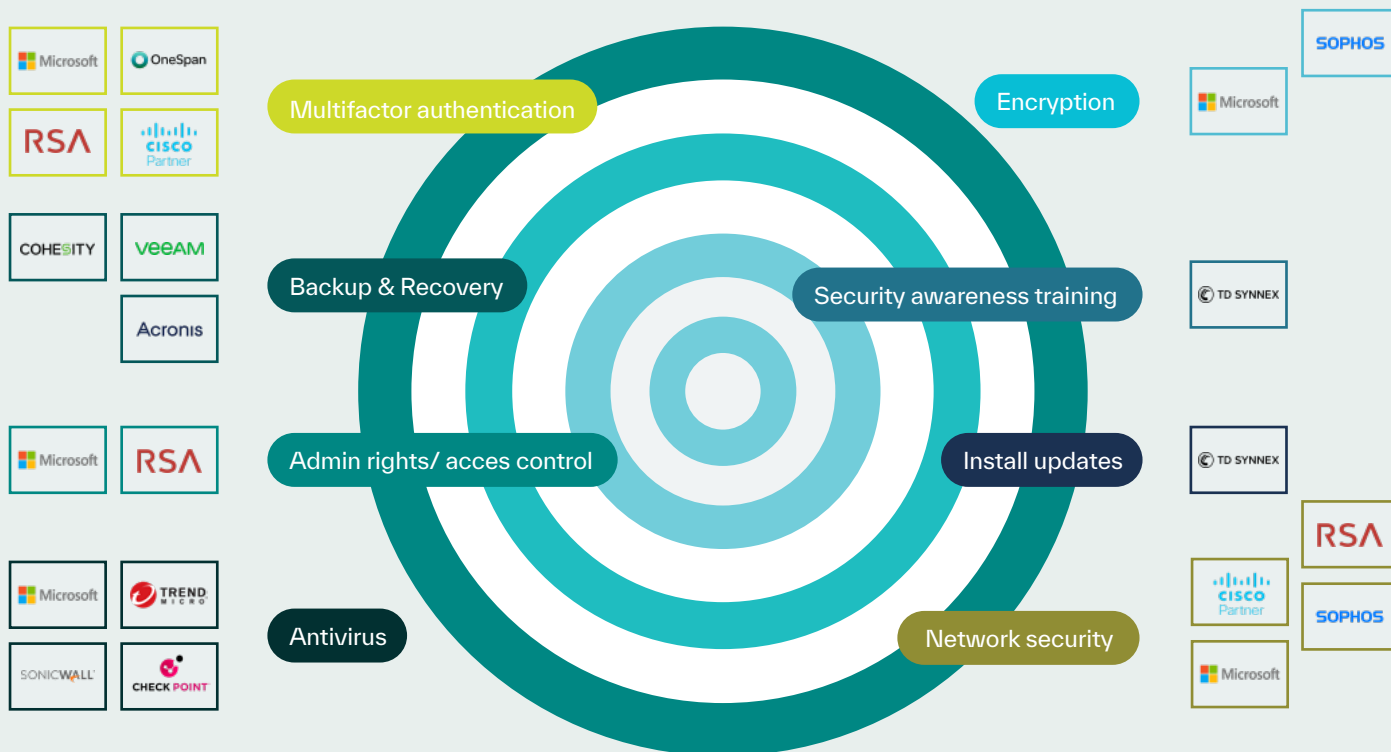 Microsoft
OneSpan
RSA
CISCO
Partner
Multifactor authentication
Encryption
SOPHOS
Microsoft
COHESITY
VEEAM
Acronis
Backup & Recovery
Security awareness training
TD SYNNEX
Microsoft
RSA
Admin rights/ acces control
Install updates
TD SYNNEX
Microsoft
TREND
MICRO
SONICWALL
CHECK POINT
Antivirus
Network security
RSA
CISCO
Partner
SOPHOS
Microsoft